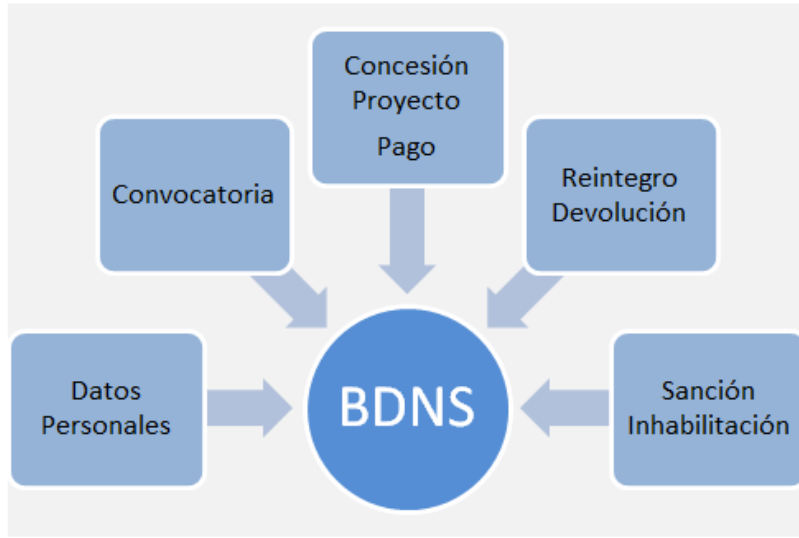 Concesión
Proyecto
Pago
Convocatoria
Reintegro
Devolución
Datos
Personales
BDNS
Sanción
Inhabilitación